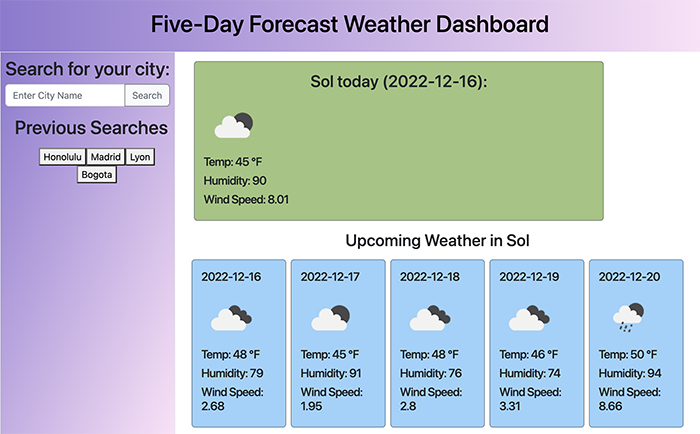 Five-Day Forecast Weather Dashboard
Search for your city:
Enter City Name
Search
Previous Searches
Honolulu
Madrid
Lyon
Bogota
Sol today (2022-12-16):
Temp: 45 °F
Humidity: 90
Wind Speed: 8.01
Upcoming Weather in Sol
2022-12-16
Temp: 48 °F
Humidity: 79
Wind Speed:
2.68
2022-12-17
Temp: 45 °F
Humidity: 91
Wind Speed:
1.95
2022-12-18
Temp: 48 °F
Humidity: 76
Wind Speed:
2.8
2022-12-19
Temp: 46 °F
Humidity: 74
Wind Speed:
3.31
2022-12-20
Temp: 50 °F
Humidity: 94
Wind Speed:
8.66